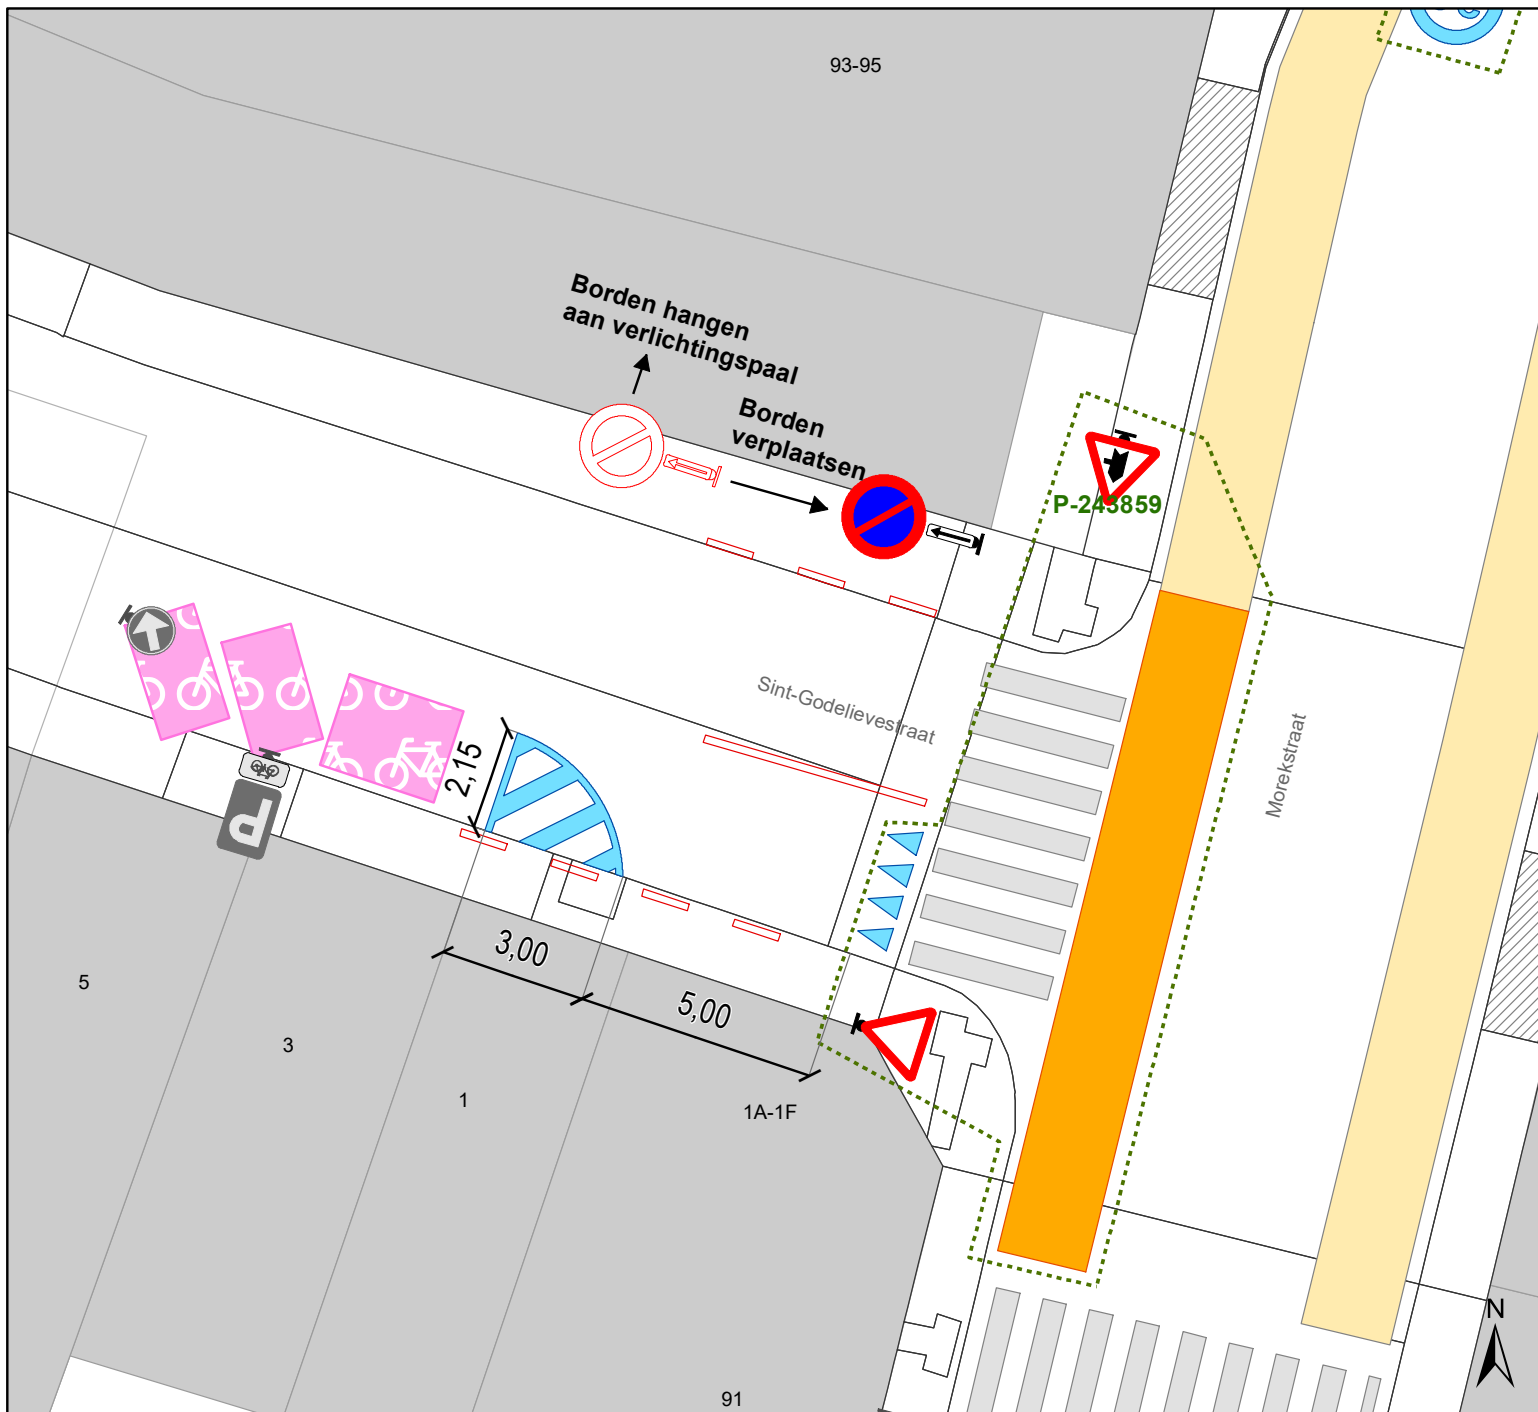 93-95
Borden hangen
aan verlichtingspaal
Borden
verplaatsen
P-243859
Sint-Godelievestraat
Morekstraat
2,15
P
3,00
5,00
5
3
1
1A-1F
91
N